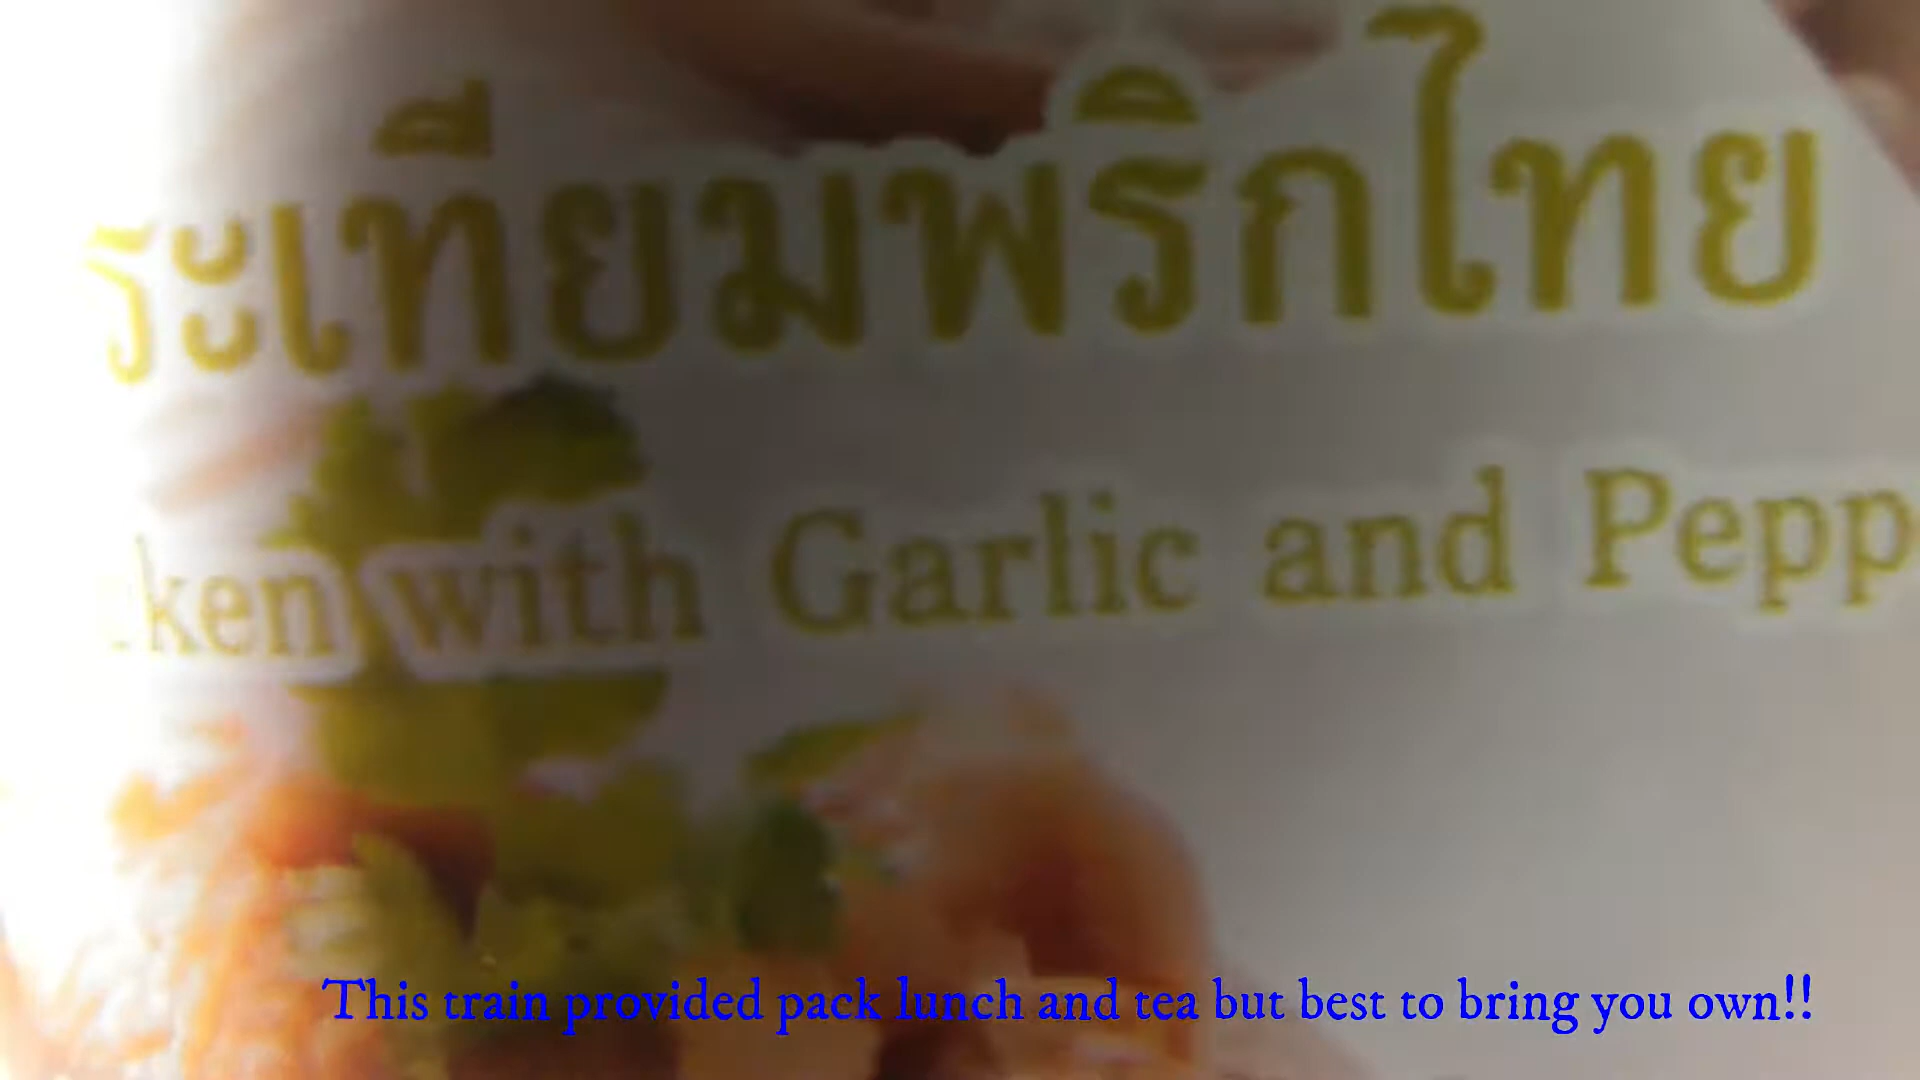 ระเทียมพริกไทย
ken with Garlic and Pepp
This train provided pack lunch and tea but best to bring you own!!